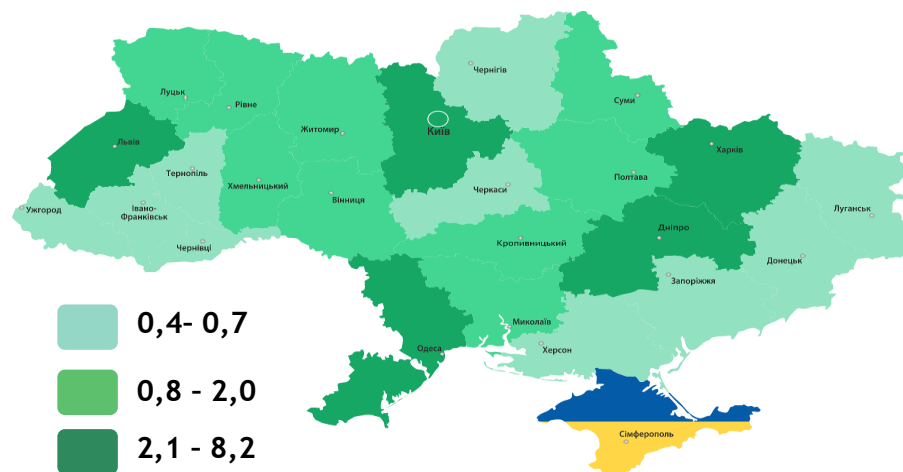 Чернігів
Луцьк
Рівне
Суми
Житомир
Київ
Львів
Харків
Тернопіль
Хмельницький
Вінниця
Черкаси
Полтава
Ужгород
Івано-
Франківськ
Луганськ
Чернівці
Кропивницький
Дніпро
Донецьк
Запоріжжя
Миколаїв
Одеса
Херсон
Сімферополь
0,4- 0,7
0,8 - 2,0
2,1 - 8,2